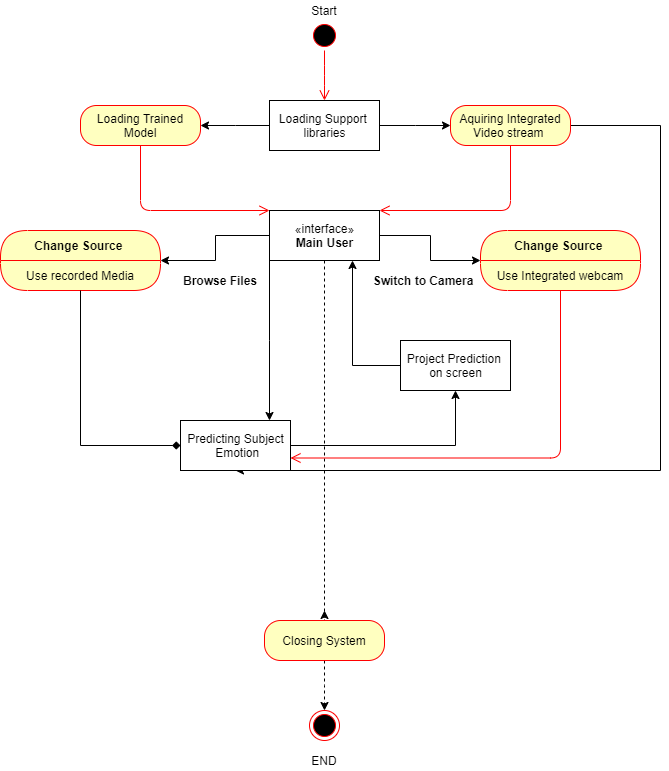 Start
Loading Trained
Model
Loading Support
libraries
Aquiring Integrated
Video stream
«interface»
Main User
Change Source
Use recorded Media
Browse Files
Switch to Camera
Change Source
Use Integrated webcam
Project Prediction
on screen
Predicting Subject
Emotion
Closing System
END